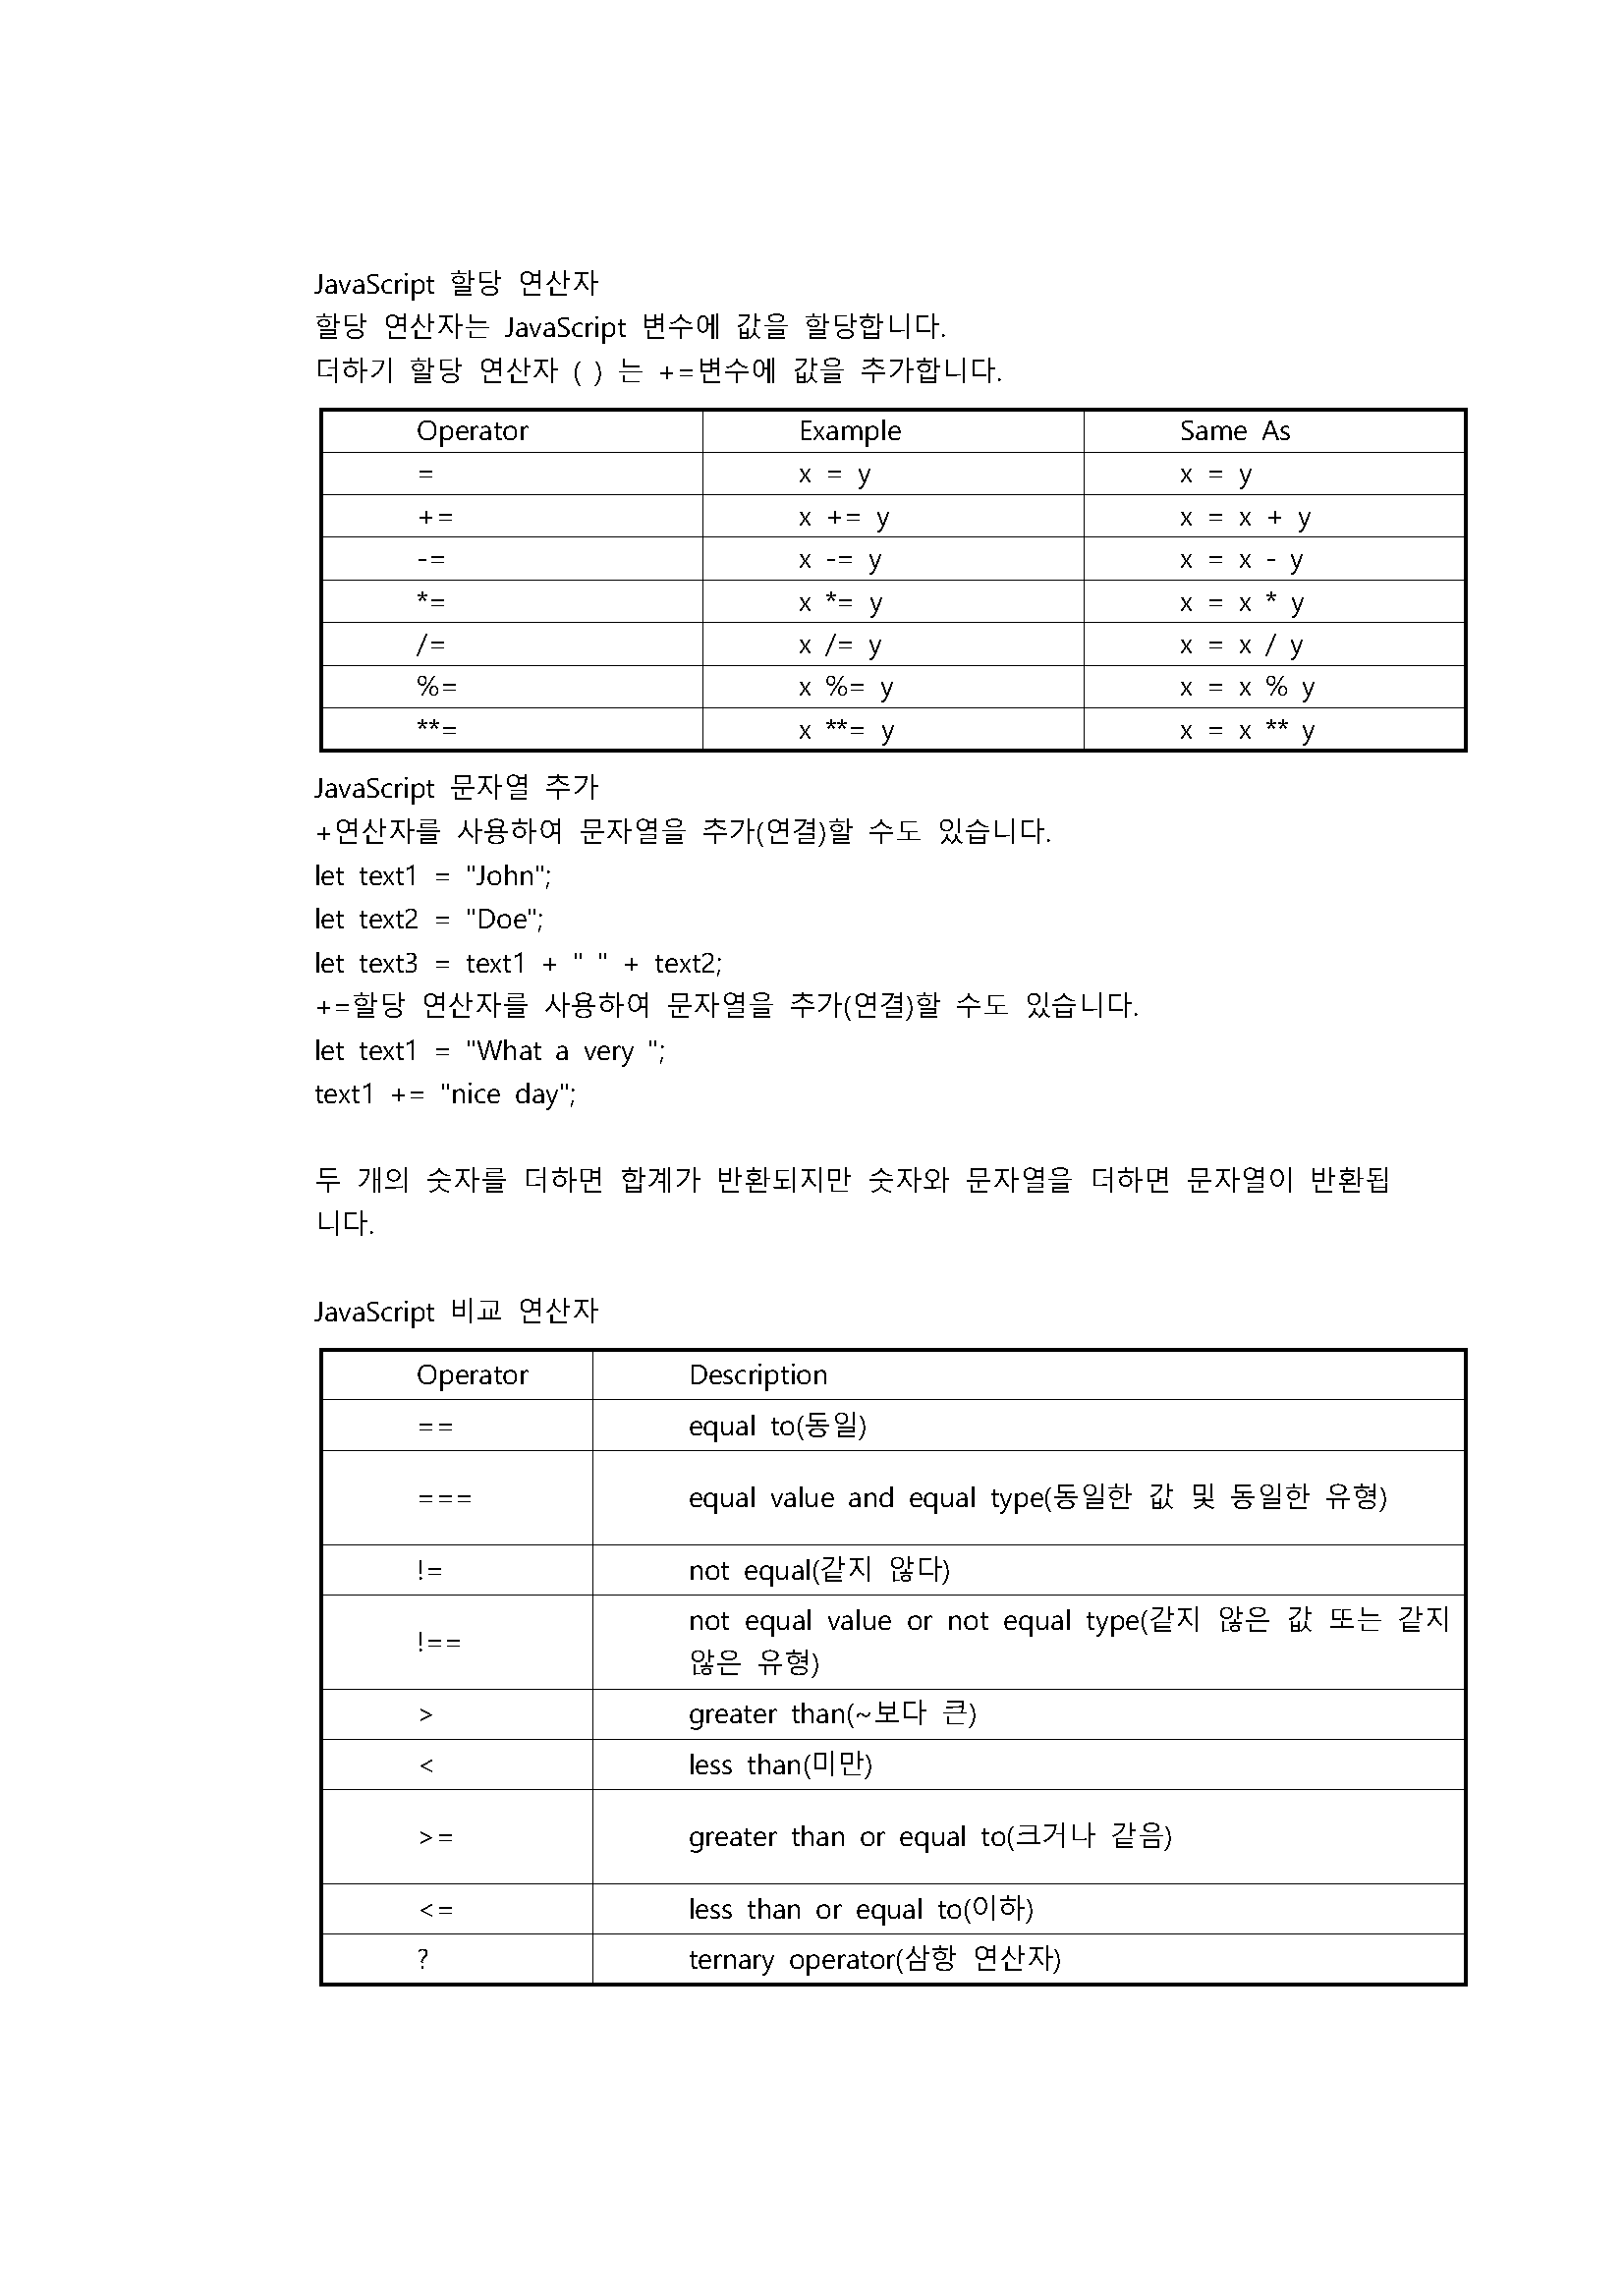 JavaScript 할당 연산자
할당 연산자는 JavaScript 변수에 값을 할당합니다.
더하기 할당 연산자 ( ) 는 +=변수에 값을 추가합니다.
Operator Example Same As
= x = y x = y
+= x += y x = x + y
-= x -= y x = x - y
*= x *= y x = x * y
/= x /= y x = x / y
%= x %= y x = x % y
**= x **= y x = x ** y
JavaScript 문자열 추가
+연산자를 사용하여 문자열을 추가(연결)할 수도 있습니다.
let text1 = "John";
let text2 = "Doe";
let text3 = text1 + " " + text2;
+=할당 연산자를 사용하여 문자열을 추가(연결)할 수도 있습니다.
let text1 = "What a very ";
text1 += "nice day";
두 개의 숫자를 더하면 합계가 반환되지만 숫자와 문자열을 더하면 문자열이 반환됩
니다.
JavaScript 비교 연산자
Operator Description
== equal to(동일)
=== equal value and equal type(동일한 값 및 동일한 유형)
!= not equal(같지 않다)
!== not equal value or not equal type(같지 않은 값 또는 같지
않은 유형)
> greater than(~보다 큰)
< less than(미만)
>= greater than or equal to(크거나 같음)
<= less than or equal to(이하)
? ternary operator(삼항 연산자)